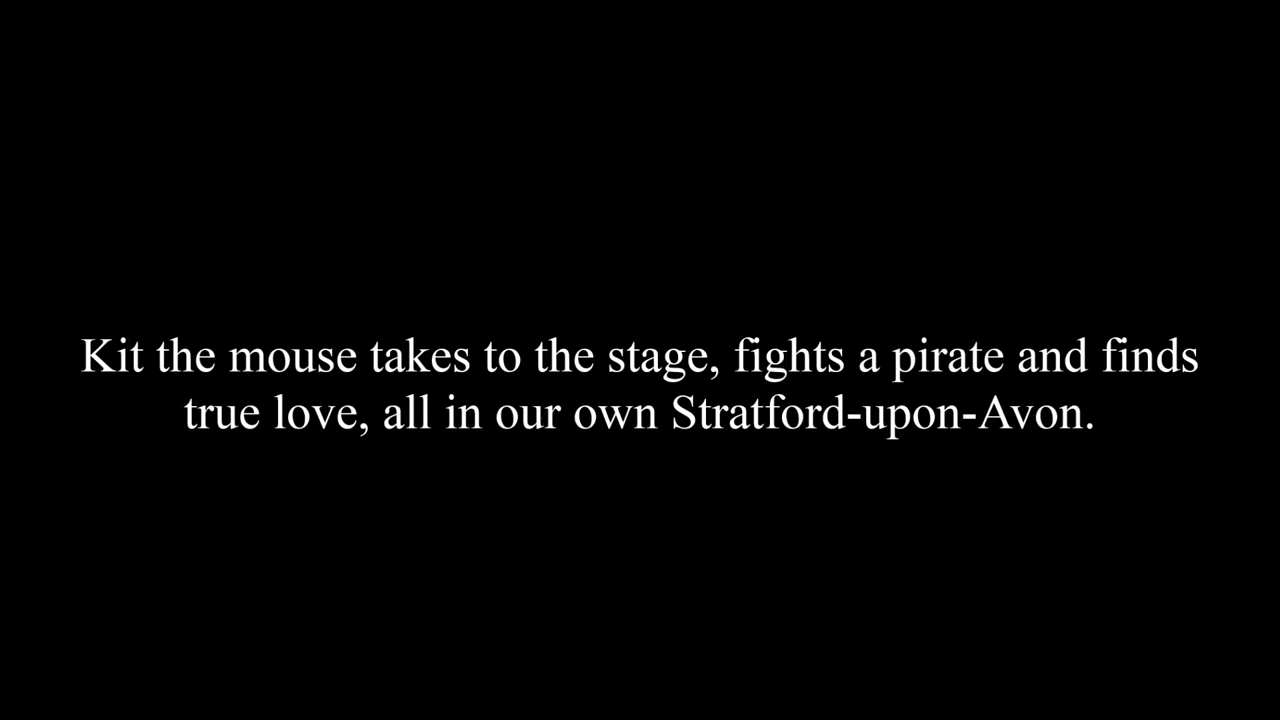 Kit the mouse takes to the stage, fights a pirate and finds
true love, all in our own Stratford-upon-Avon.